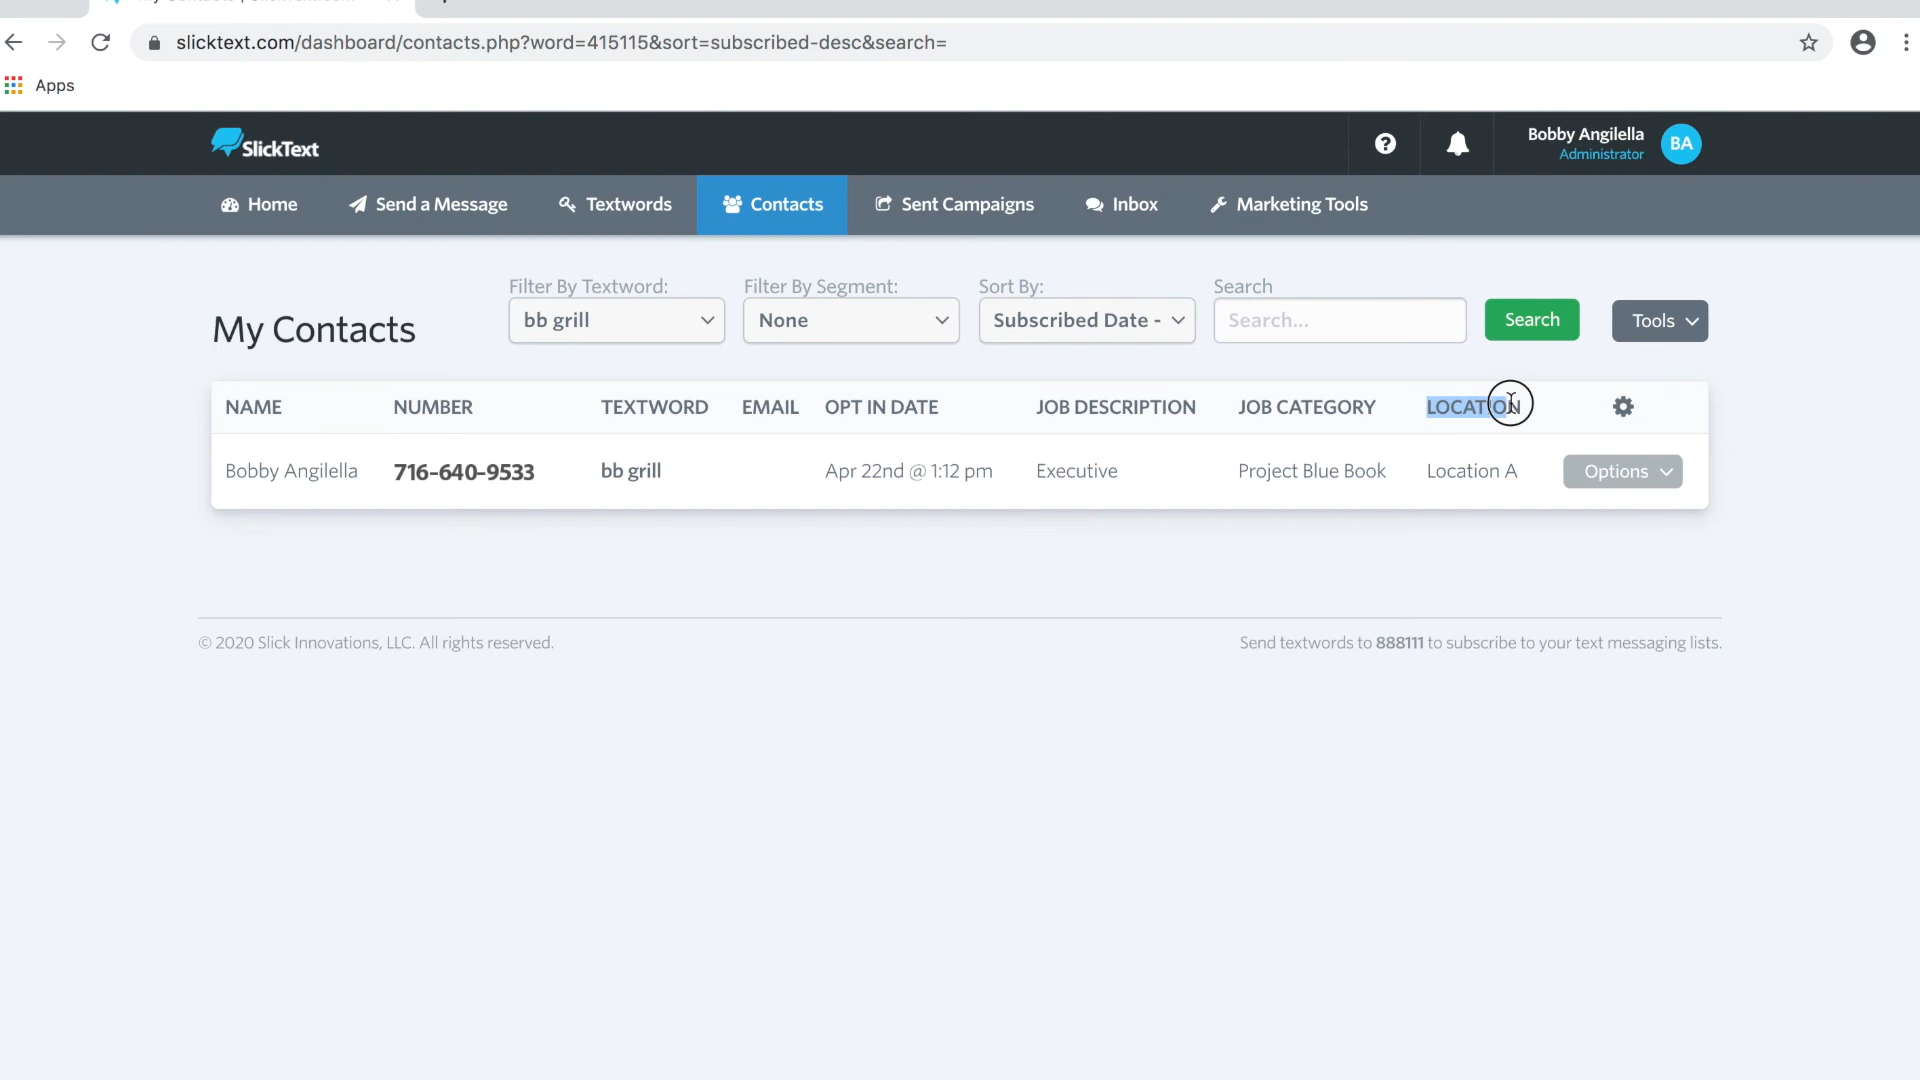 slicktext.com/dashboard/contacts.php?word=415115&sort=subscribed-desc&search=
Apps
SlickText
Bobby Angilella
Administrator
BA
Home
Send a Message
Textwords
Contacts
Sent Campaigns
Inbox
Marketing Tools
My Contacts
Filter By Textword:
bb grill
Filter By Segment:
None
Sort By:
Subscribed Date -
Search
Search...
Search
Tools
NAME NUMBER TEXTWORD EMAIL OPT IN DATE JOB DESCRIPTION JOB CATEGORY LOCATION
Bobby Angilella 716-640-9533 bb grill Apr 22nd @ 1:12 pm Executive Project Blue Book Location A Options
© 2020 Slick Innovations, LLC. All rights reserved.
Send textwords to 888111 to subscribe to your text messaging lists.